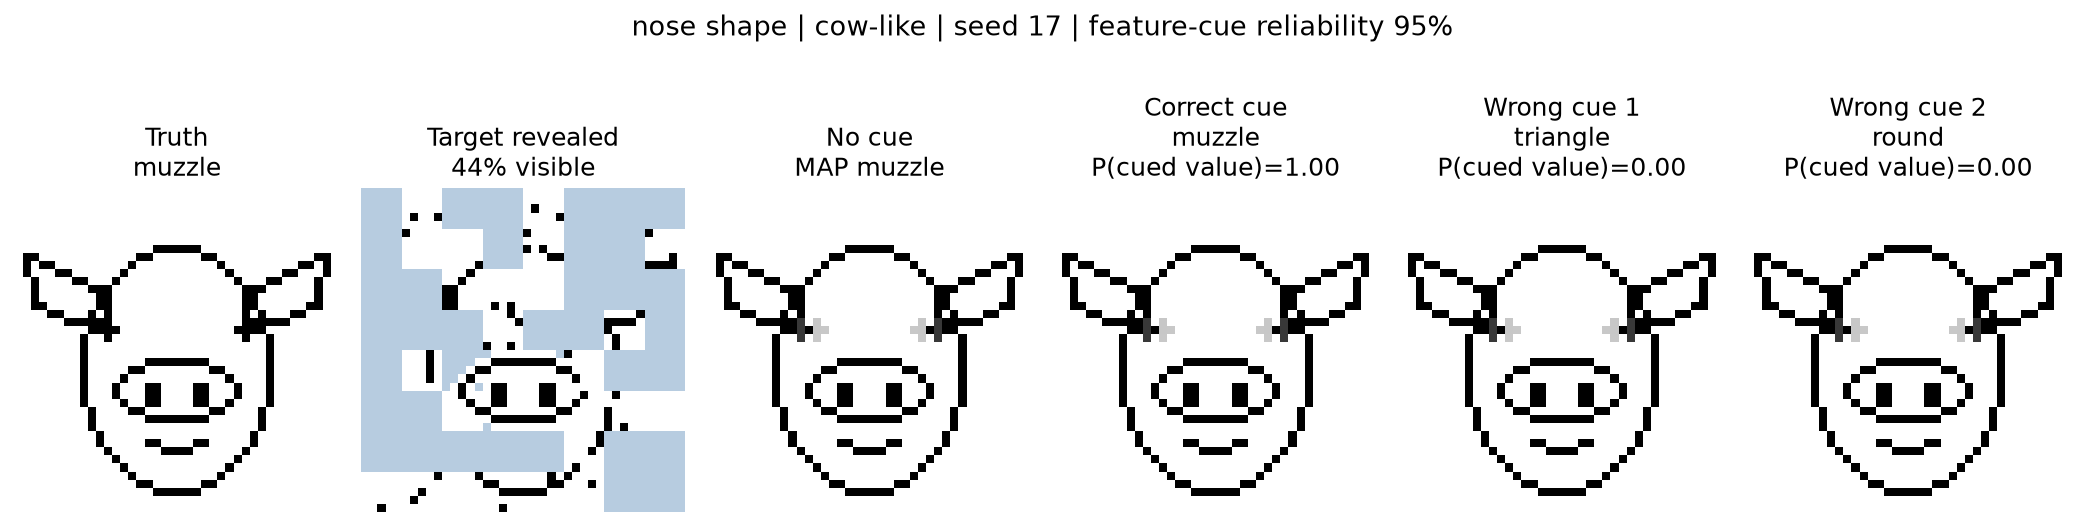 nose shape | cow-like | seed 17 | feature-cue reliability 95%
Truth
muzzle
Target revealed
44% visible
No cue
MAP muzzle
Correct cue
muzzle
P(cued value)=1.00
Wrong cue 1
triangle
P(cued value)=0.00
Wrong cue 2
round
P(cued value)=0.00